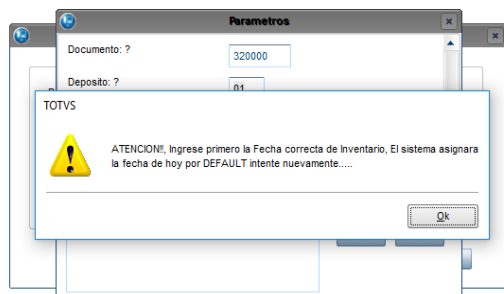 Parametros
Documento: ?
320000
Deposito: ?
01
TOTVS
ATENCION!!, Ingrese primero la Fecha correcta de Inventario, El sistema asignara
la fecha de hoy por DEFAULT intente nuevamente.....
Ok